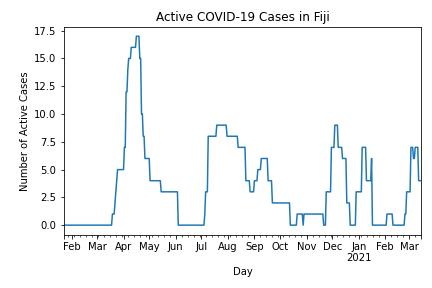 Active COVID-19 Cases in Fiji
17.5
15.0
12.5
10.0
7.5
5.0
2.5
0.0
Number of Active Cases
Feb Mar Apr May Jun Jul Aug Sep Oct Nov Dec Jan Feb Mar
2021
Day